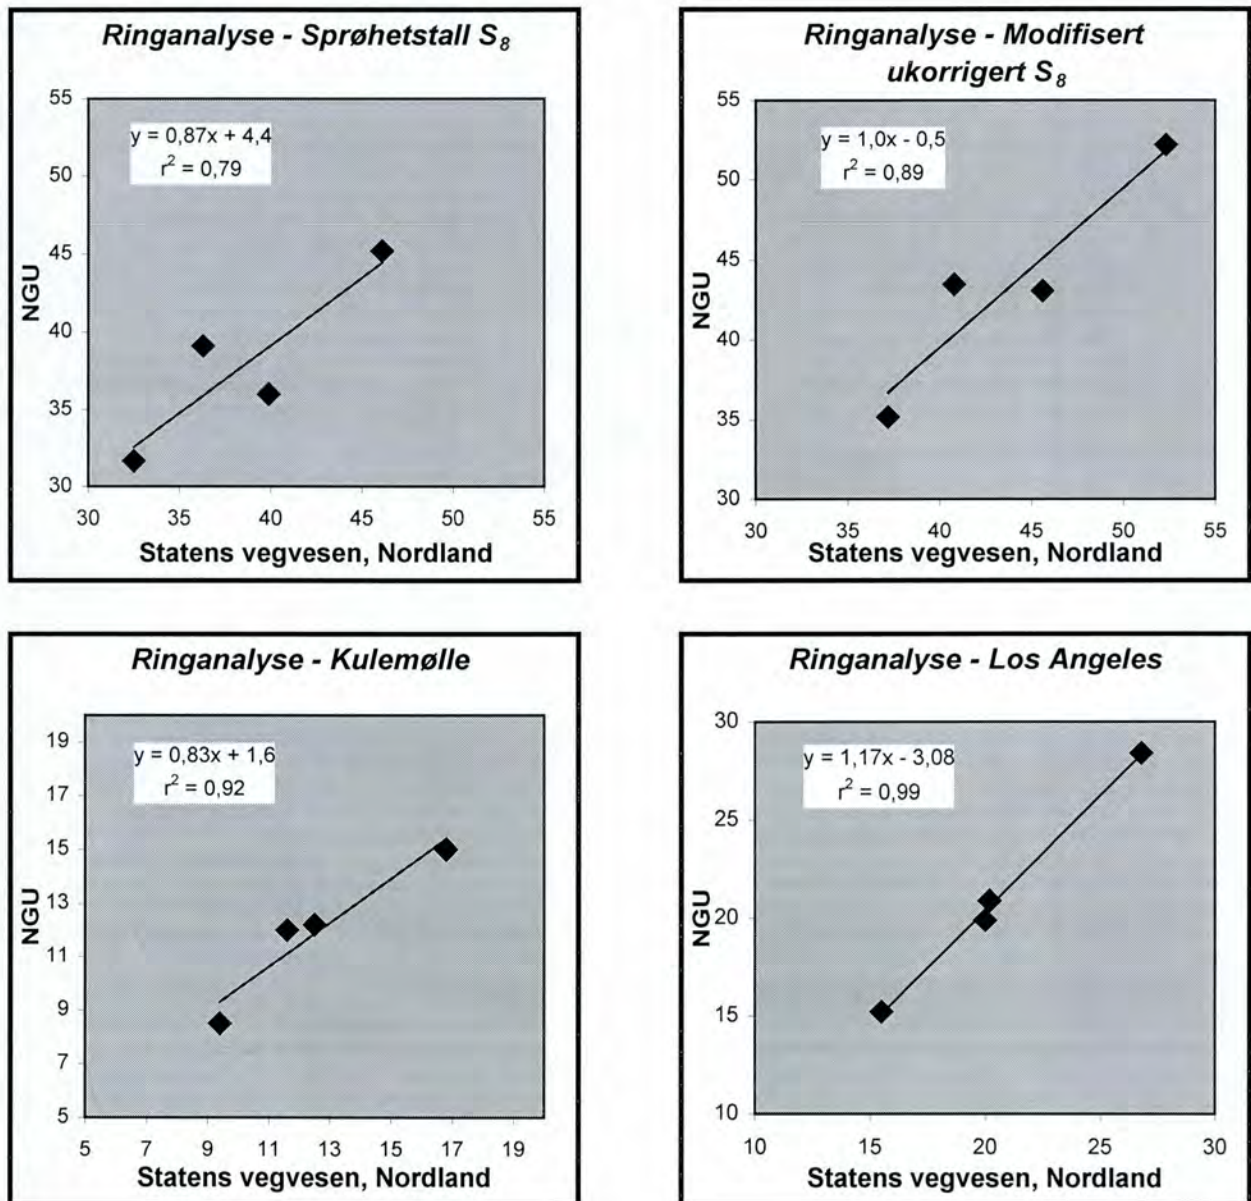 Ringanalyse - Sprøhetstall S8
55
50
45
40
35
30
y = 0,87x + 4,4
r² = 0,79
NGU
30 35 40 45 50 55
Statens vegvesen, Nordland
Ringanalyse - Modifisert
ukorrigert S8
55
50
45
40
35
30
y = 1,0x - 0,5
r² = 0,89
NGU
30 35 40 45 50 55
Statens vegvesen, Nordland
Ringanalyse - Kulemølle
19
17
15
13
11
9
7
5
y = 0,83x + 1,6
r² = 0,92
NGU
5 7 9 11 13 15 17 19
Statens vegvesen, Nordland
Ringanalyse - Los Angeles
30
25
20
15
10
y = 1,17x - 3,08
r² = 0,99
NGU
10 15 20 25 30
Statens vegvesen, Nordland